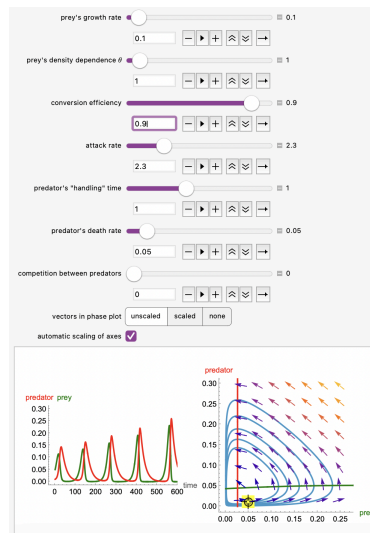 prey's growth rate 0.1
0.1
prey's density dependence θ 1
1
conversion efficiency 0.9
0.9
attack rate 2.3
2.3
predator's "handling" time 1
1
predator's death rate 0.05
0.05
competition between predators 0
0
vectors in phase plot unscaled scaled none
automatic scaling of axes
predator prey
0.30
0.25
0.20
0.15
0.10
0.05
0.00
0 100 200 300 400 500 600
time
predator
0.30
0.25
0.20
0.15
0.10
0.05
0.00
0.00 0.05 0.10 0.15 0.20 0.25